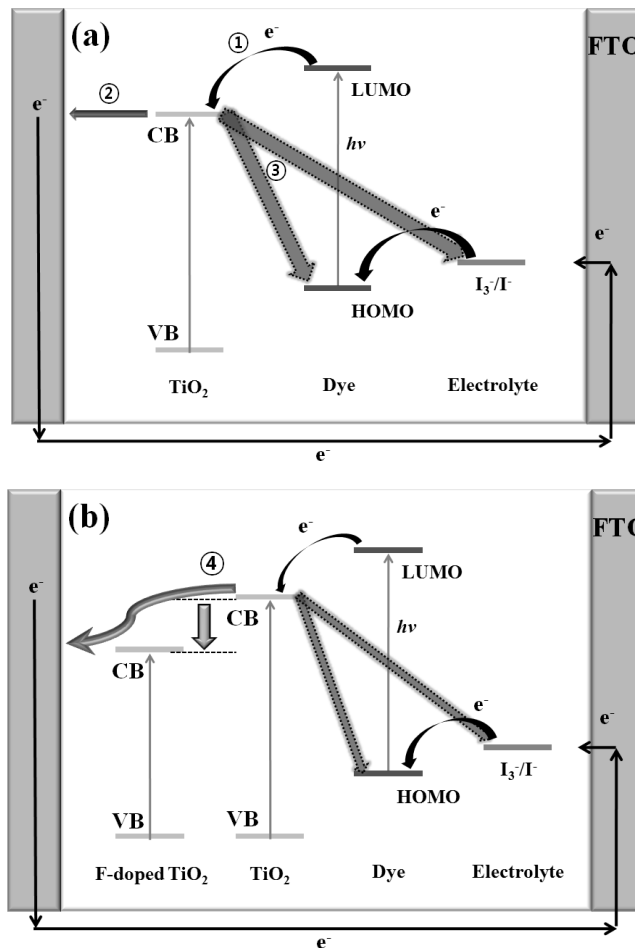 (a)
①
e⁻
FTO
LUMO
②
e⁻
CB
hν
③
e⁻
e⁻
I₃⁻/I⁻
HOMO
VB
TiO₂
Dye
Electrolyte
e⁻
(b)
e⁻
FTO
④
LUMO
e⁻
CB
hν
CB
e⁻
e⁻
I₃⁻/I⁻
HOMO
VB
VB
F-doped TiO₂
TiO₂
Dye
Electrolyte
e⁻